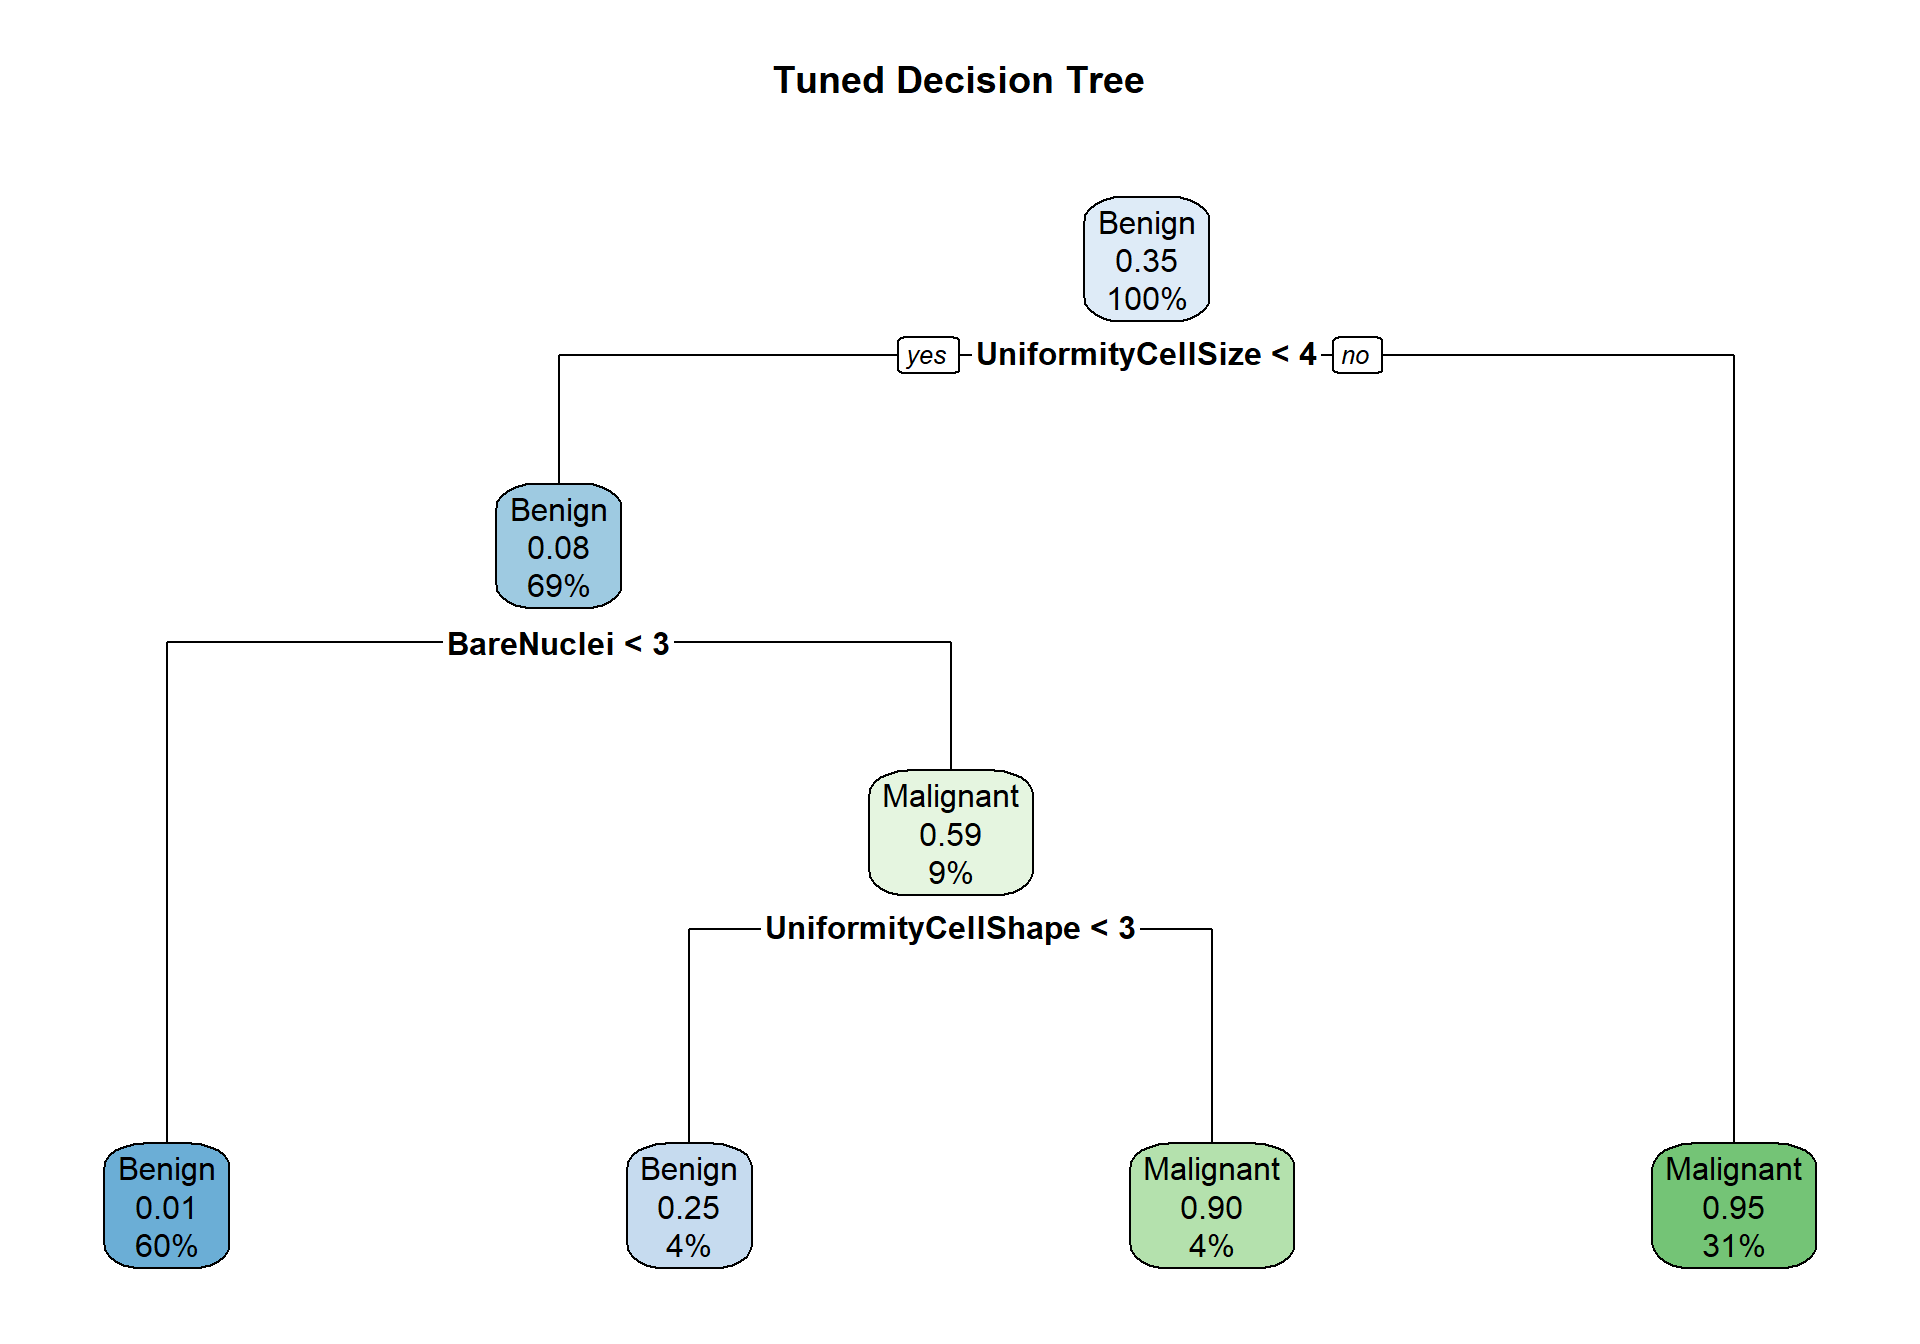 Tuned Decision Tree
Benign
0.35
100%
yes
UniformityCellSize < 4
no
Benign
0.08
69%
BareNuclei < 3
Malignant
0.59
9%
UniformityCellShape < 3
Benign
0.01
60%
Benign
0.25
4%
Malignant
0.90
4%
Malignant
0.95
31%